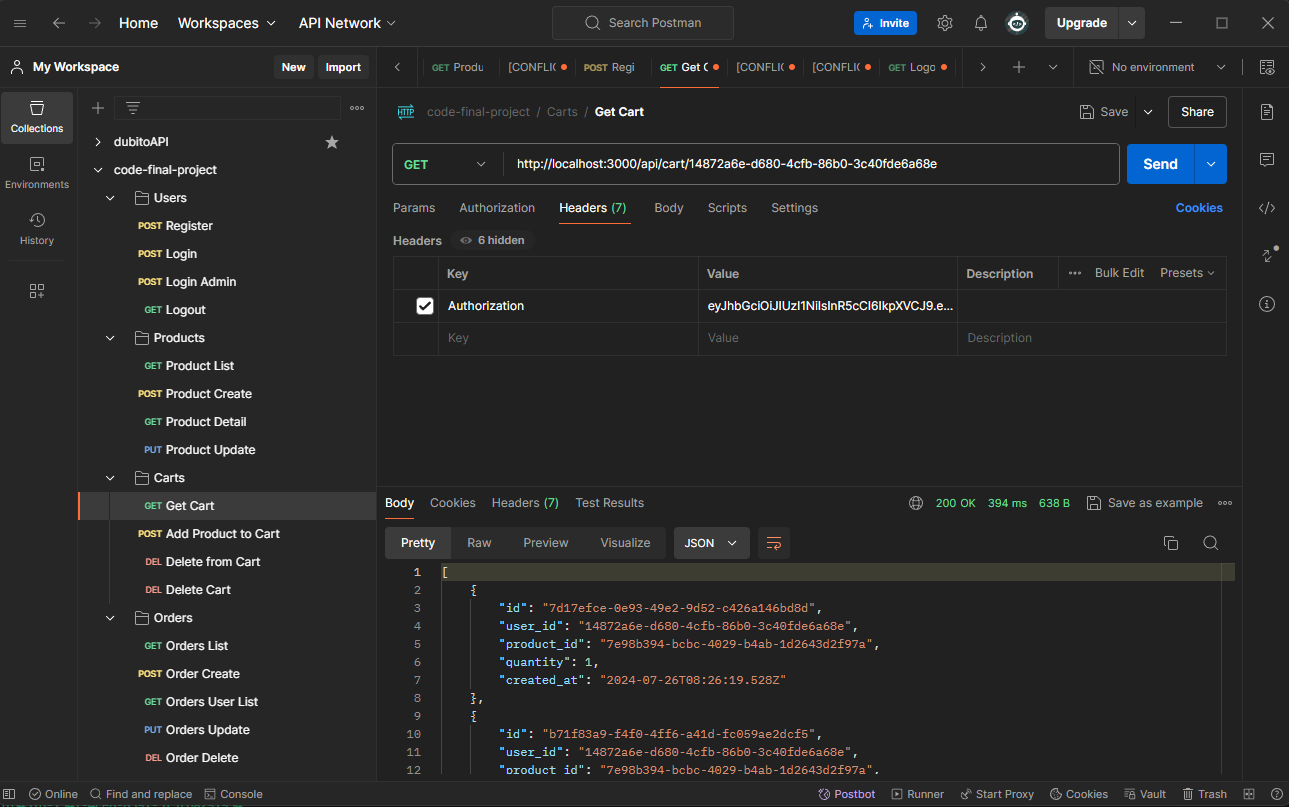 Home Workspaces API Network Search Postman Invite Upgrade
My Workspace New Import GET Produ [CONFLIC POST Regi GET Get C [CONFLIC [CONFLIC GET Logo No environment
Collections
Environments
History
dubitoAPI
code-final-project
Users
POST Register
POST Login
POST Login Admin
GET Logout
Products
GET Product List
POST Product Create
GET Product Detail
PUT Product Update
Carts
GET Get Cart
POST Add Product to Cart
DEL Delete from Cart
DEL Delete Cart
Orders
GET Orders List
POST Order Create
GET Orders User List
PUT Orders Update
DEL Order Delete
HTTP code-final-project / Carts / Get Cart Save Share
GET http://localhost:3000/api/cart/14872a6e-d680-4cfb-86b0-3c40fde6a68e Send
Params Authorization Headers (7) Body Scripts Settings Cookies
Headers 6 hidden
Key Value Description Bulk Edit Presets
Authorization eyJhbGciOiJIUzI1NiIsInR5cCI6IkpXVCJ9.e...
Key Value Description
Body Cookies Headers (7) Test Results 200 OK 394 ms 638 B Save as example
Pretty Raw Preview Visualize JSON
1 [
2 {
3 "id": "7d17efce-0e93-49e2-9d52-c426a146bd8d",
4 "user_id": "14872a6e-d680-4cfb-86b0-3c40fde6a68e",
5 "product_id": "7e98b394-bcbc-4029-b4ab-1d2643d2f97a",
6 "quantity": 1,
7 "created_at": "2024-07-26T08:26:19.528Z"
8 },
9 {
10 "id": "b71f83a9-f4f0-4ff6-a41d-fc059ae2dcf5",
11 "user_id": "14872a6e-d680-4cfb-86b0-3c40fde6a68e",
12 "product_id": "7e98b394-bcbc-4029-b4ab-1d2643d2f97a",
Online Find and replace Console Postbot Runner Start Proxy Cookies Vault Trash